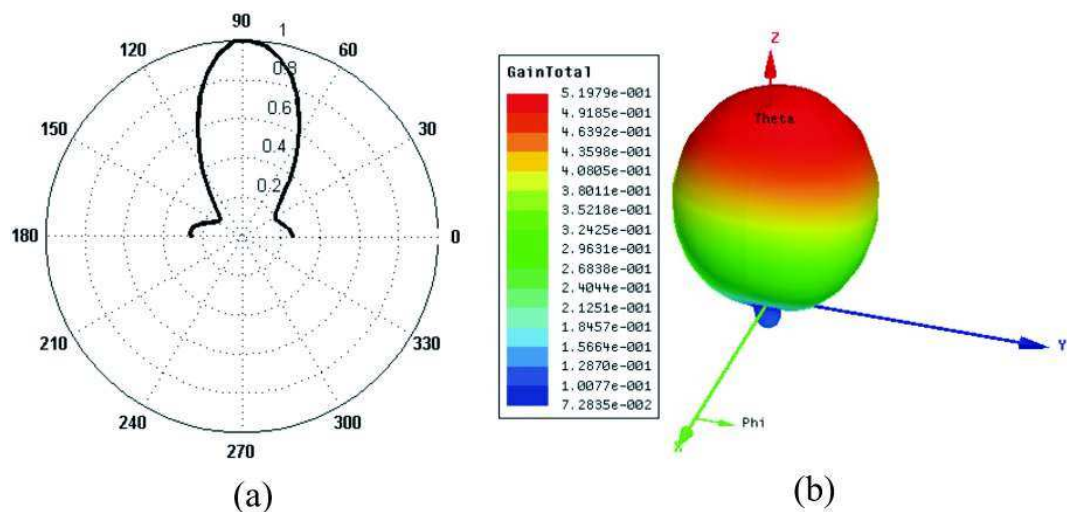 90
1
120
60
0.8
0.6
150
30
0.4
0.2
180
0
210
330
240
300
270
(a)
GainTotal
5.1979e-001
4.9185e-001
4.6392e-001
4.3598e-001
4.0805e-001
3.8011e-001
3.5218e-001
3.2425e-001
2.9631e-001
2.6838e-001
2.4044e-001
2.1251e-001
1.8457e-001
1.5664e-001
1.2870e-001
1.0077e-001
7.2835e-002
Z
Theta
Y
Phi
X
(b)